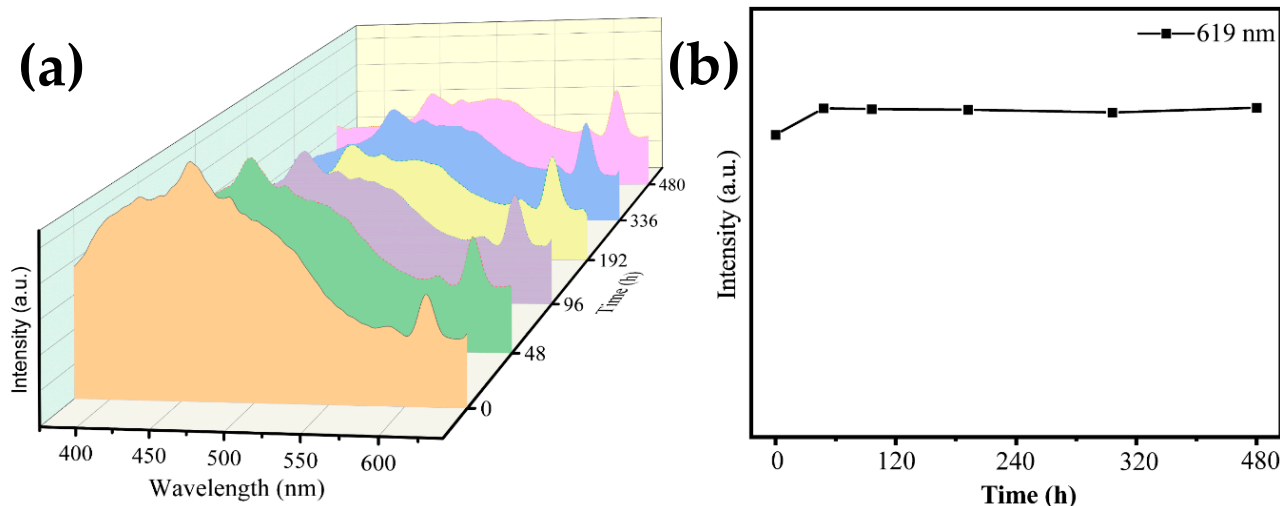 (a)
Intensity (a.u.)
400 450 500 550 600
Wavelength (nm)
0
48
96
192
336
480
Time (h)
(b)
619 nm
Intensity (a.u.)
0 120 240 320 480
Time (h)